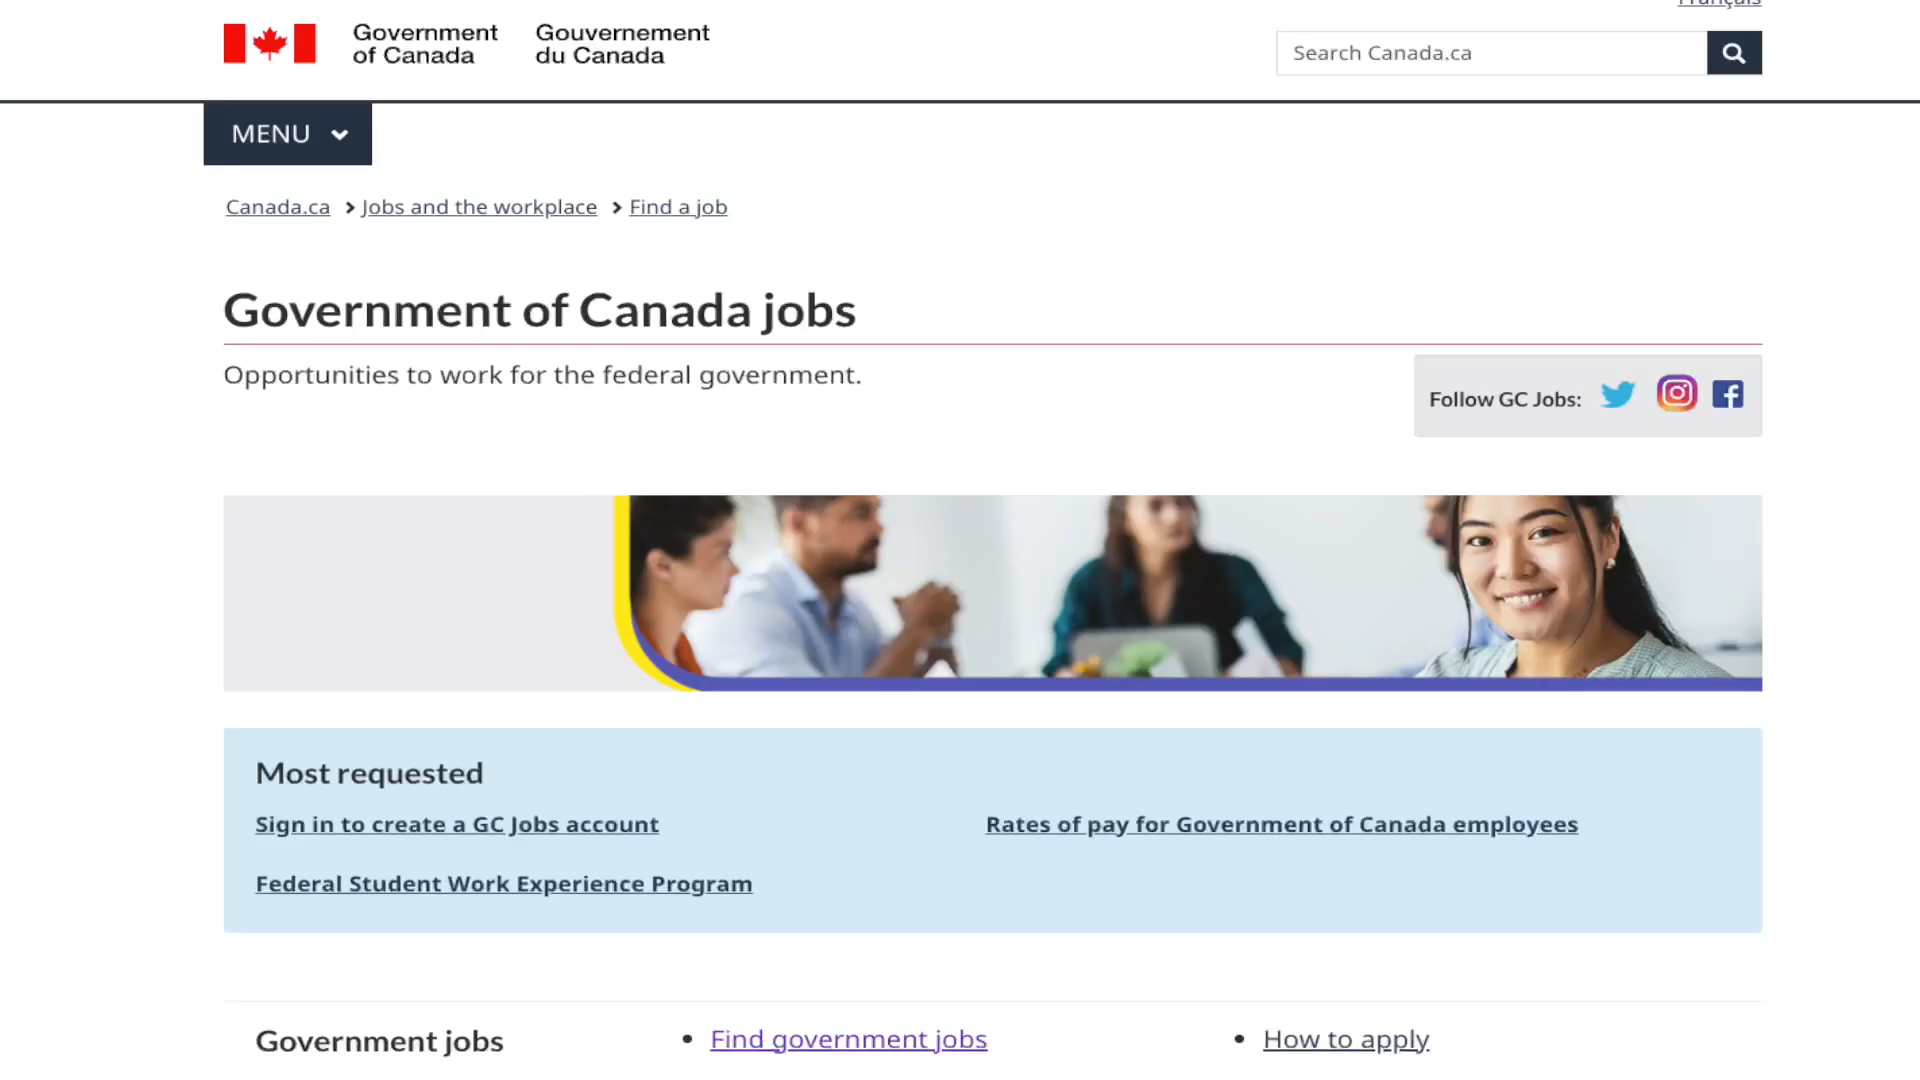 Français
Government of Canada
Gouvernement du Canada
Search Canada.ca
MENU
Canada.ca > Jobs and the workplace > Find a job
Government of Canada jobs
Opportunities to work for the federal government.
Follow GC Jobs:
Most requested
Sign in to create a GC Jobs account
Rates of pay for Government of Canada employees
Federal Student Work Experience Program
Government jobs
• Find government jobs
• How to apply